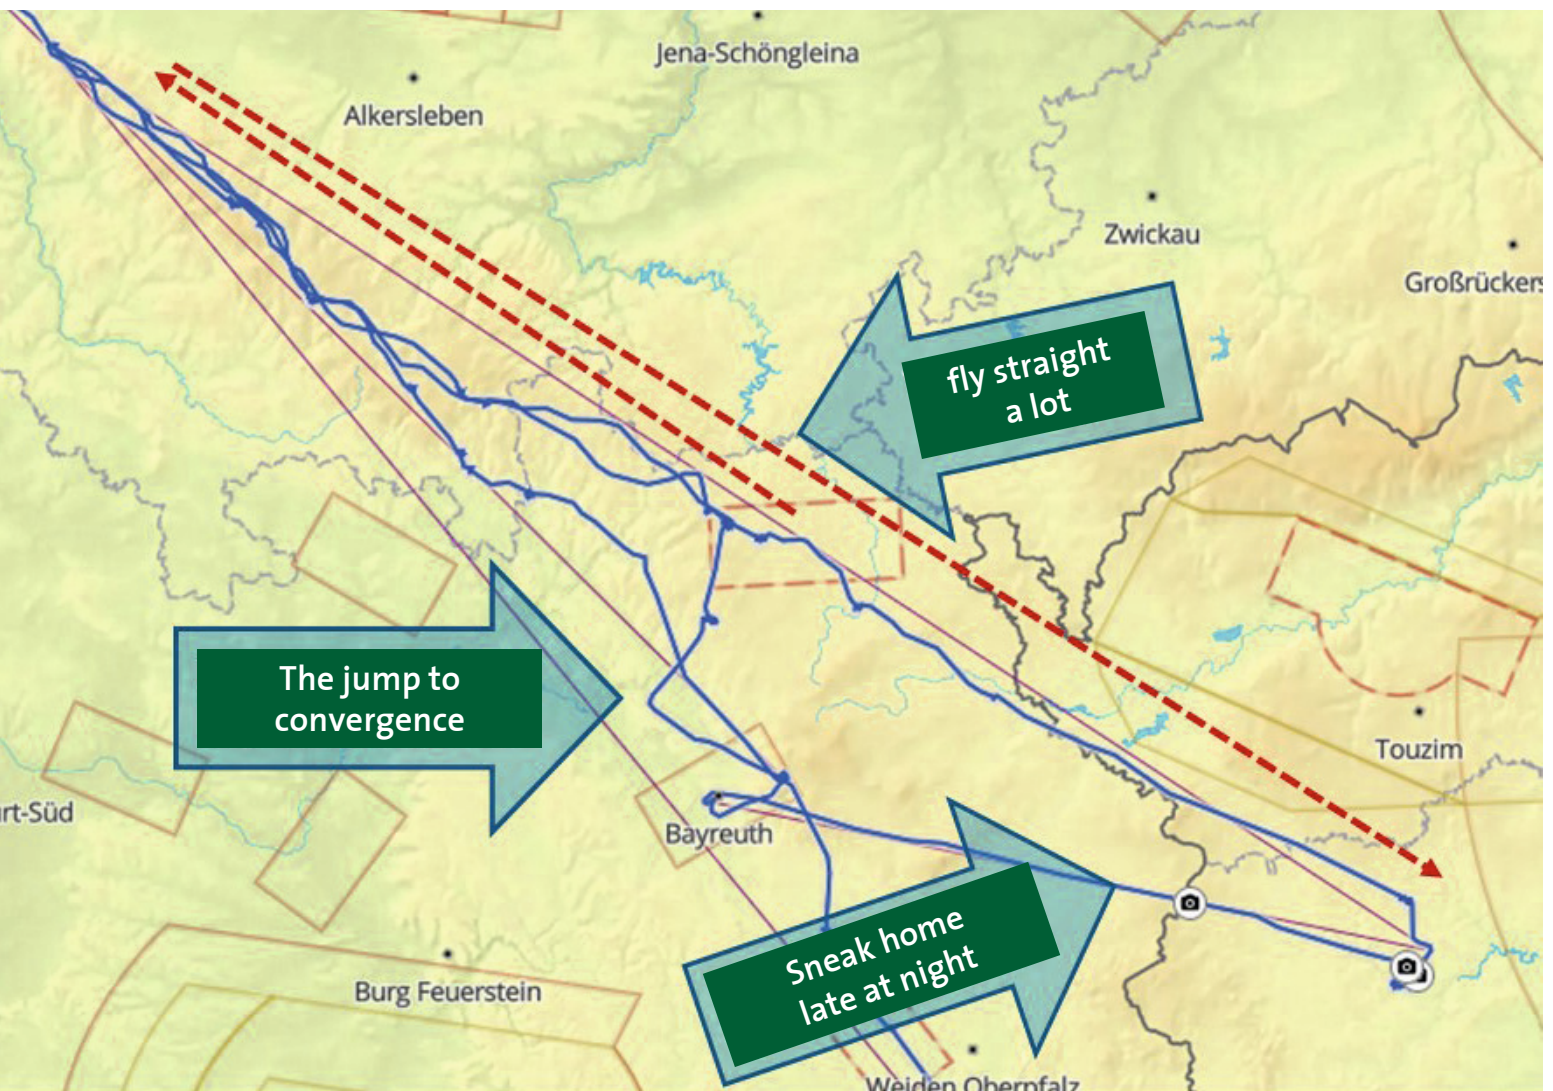 Jena-Schöngleina
Alkersleben
Zwickau
Großrückers
fly straight
a lot
The jump to
convergence
Touzim
rt-Süd
Bayreuth
Sneak home
late at night
Burg Feuerstein
Weiden Oberpfalz